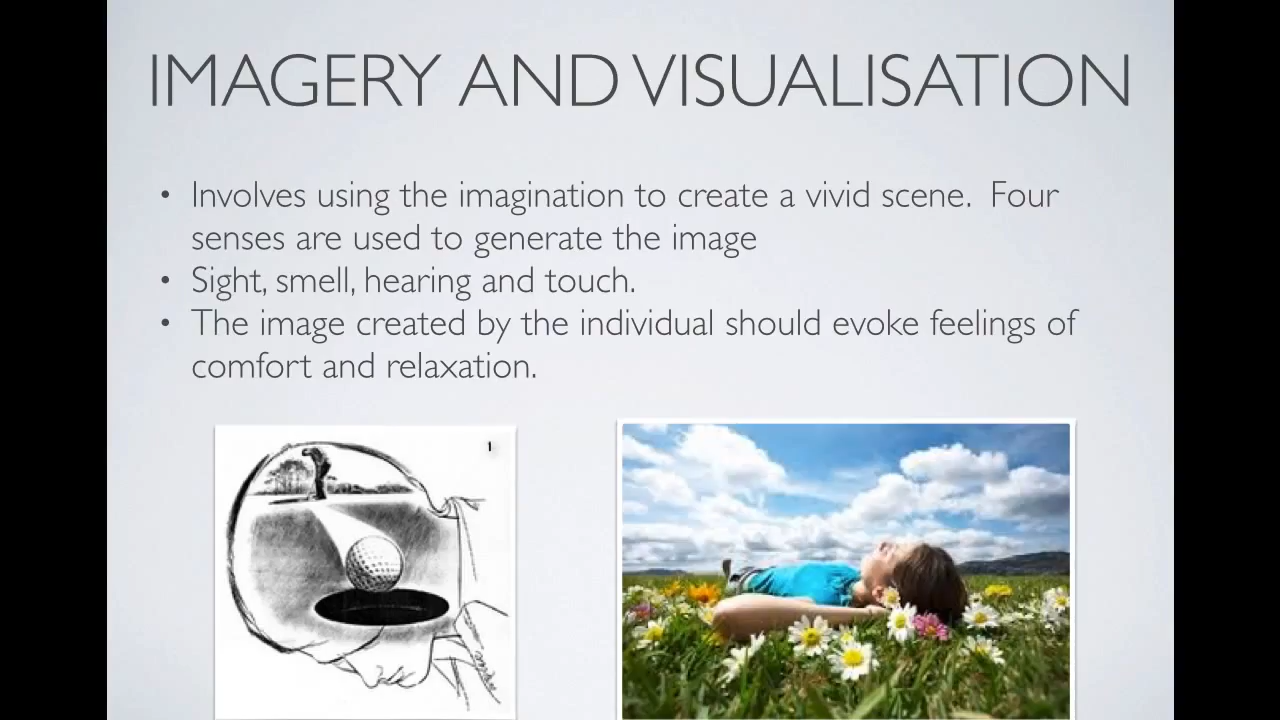 IMAGERY AND VISUALISATION
• Involves using the imagination to create a vivid scene.  Four
senses are used to generate the image
• Sight, smell, hearing and touch.
• The image created by the individual should evoke feelings of
comfort and relaxation.
1